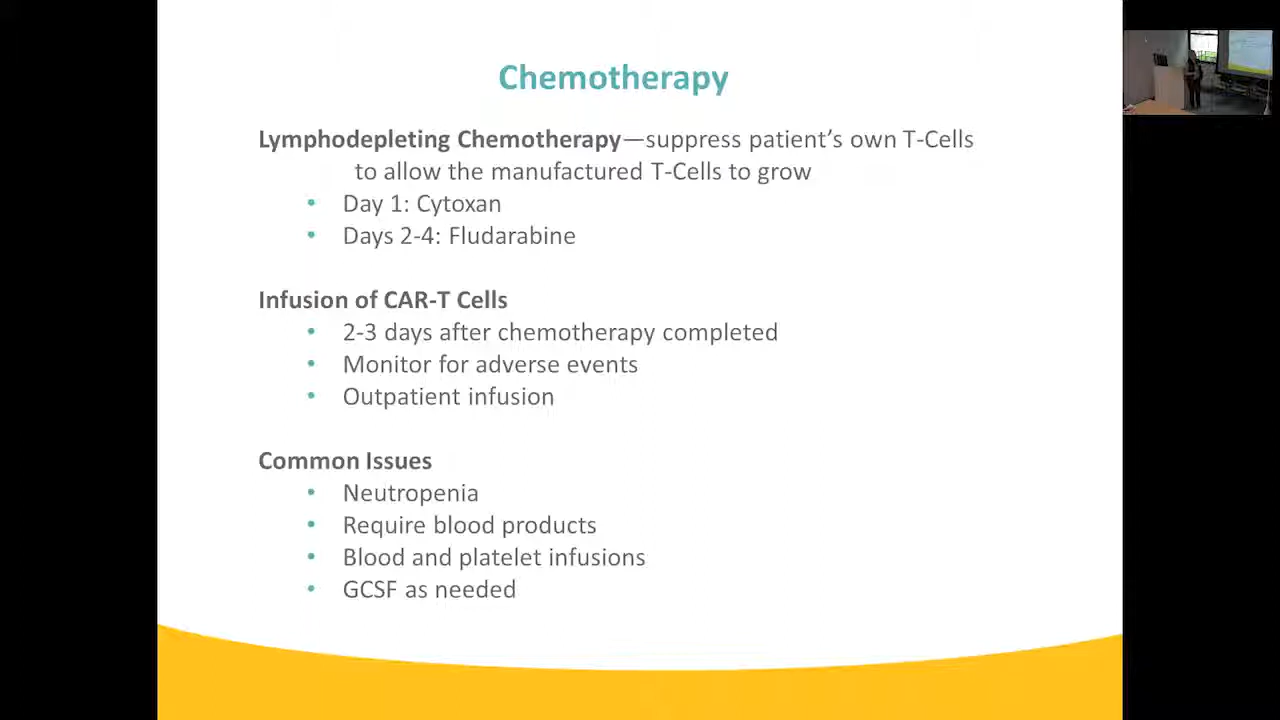 Chemotherapy
Lymphodepleting Chemotherapy—suppress patient's own T-Cells
to allow the manufactured T-Cells to grow
• Day 1: Cytoxan
• Days 2-4: Fludarabine
Infusion of CAR-T Cells
• 2-3 days after chemotherapy completed
• Monitor for adverse events
• Outpatient infusion
Common Issues
• Neutropenia
• Require blood products
• Blood and platelet infusions
• GCSF as needed